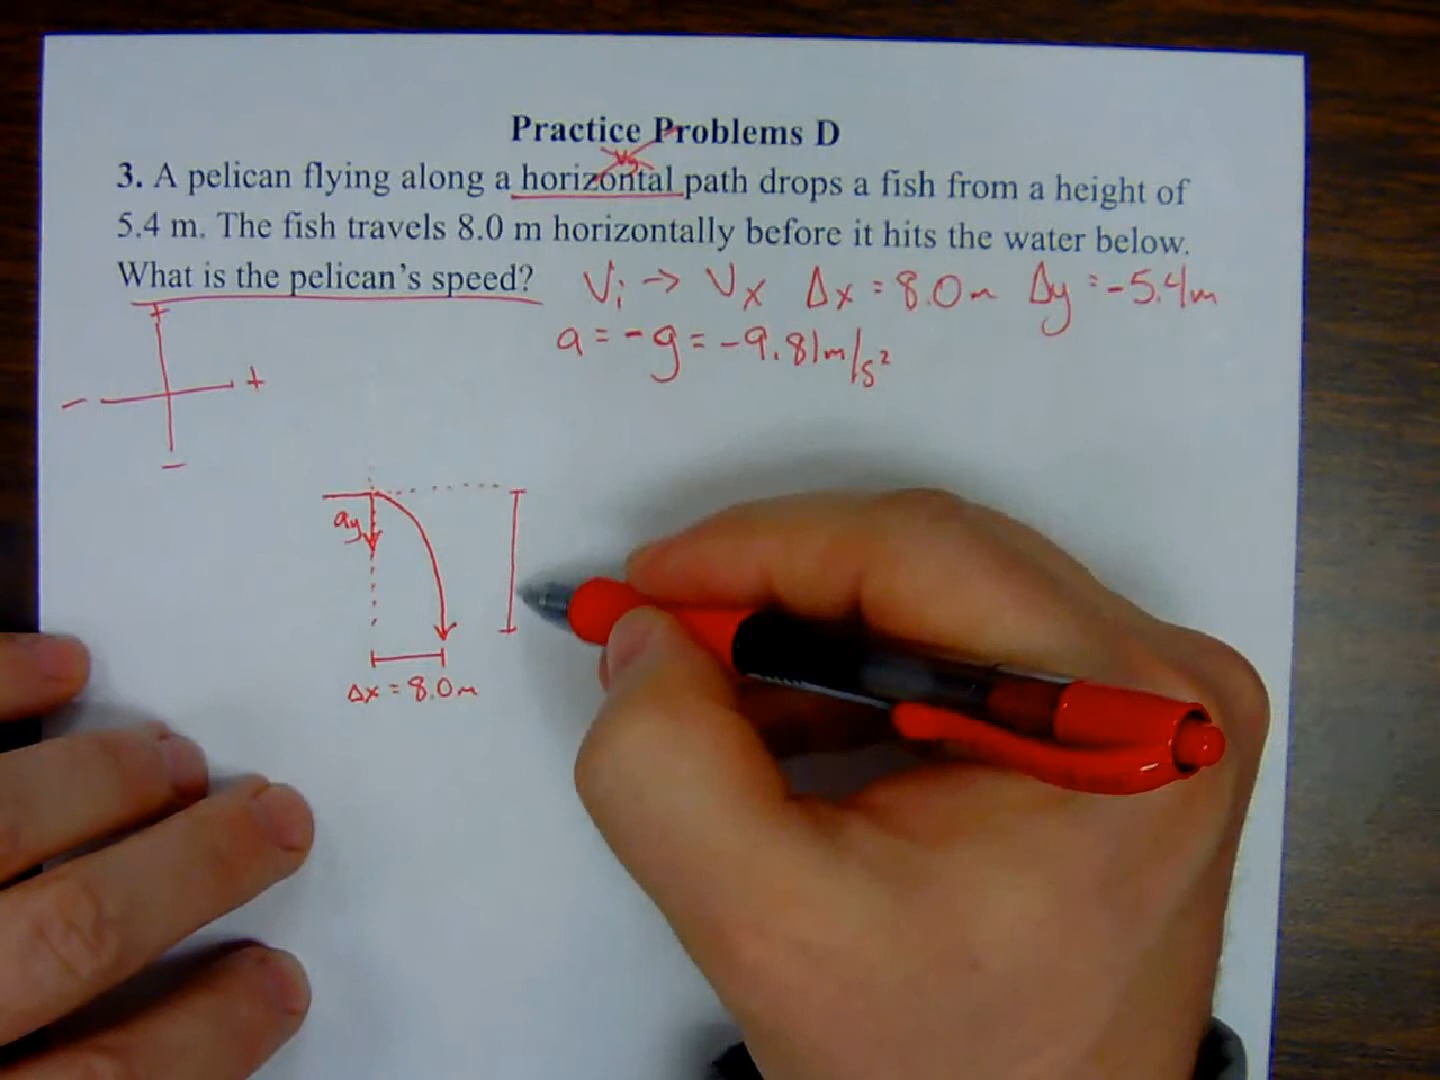 Practice Problems D
3. A pelican flying along a horizontal path drops a fish from a height of
5.4 m. The fish travels 8.0 m horizontally before it hits the water below.
What is the pelican's speed? Vi → Vx Δx = 8.0m Δy = -5.4m
a = -g = -9.81m/s²
+
- +
-
ay
Δx = 8.0m